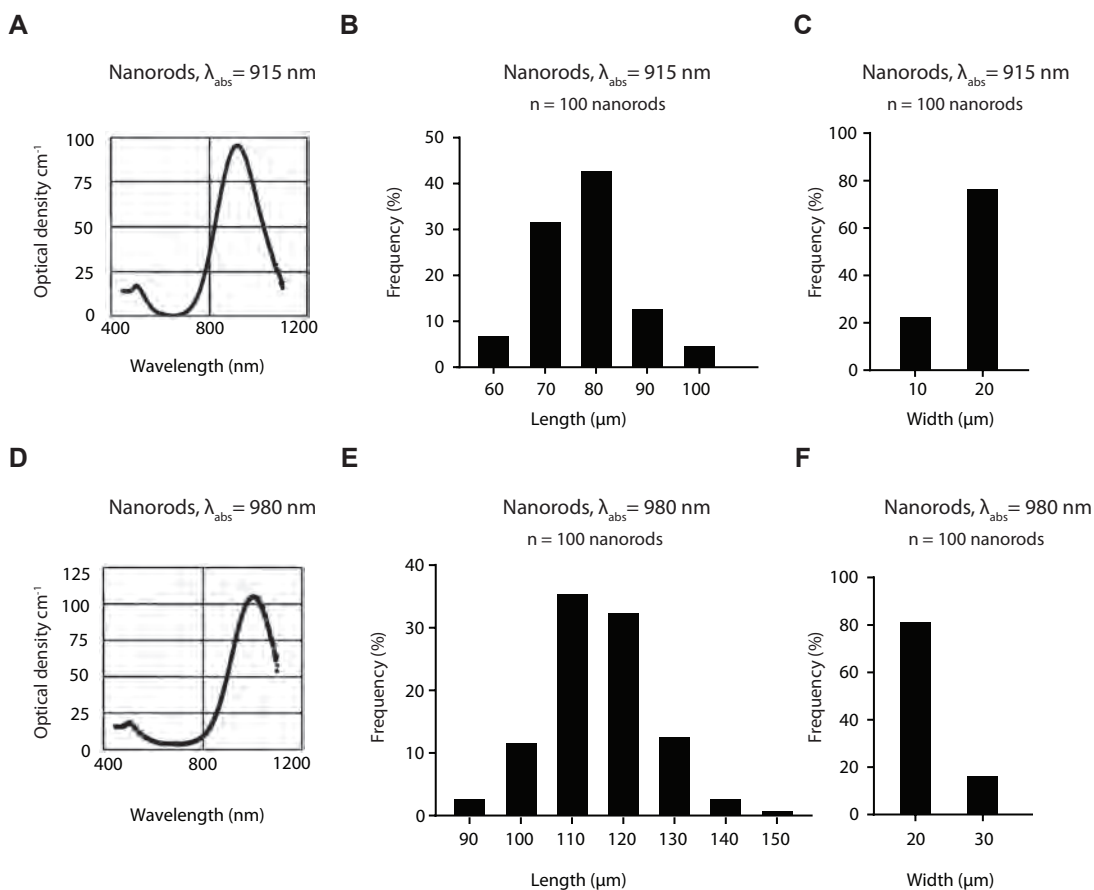 A
Nanorods, λabs= 915 nm
Optical density cm-1
100
75
50
25
0
400
800
1200
Wavelength (nm)
B
Nanorods, λabs= 915 nm
n = 100 nanorods
Frequency (%)
50
40
30
20
10
0
60
70
80
90
100
Length (µm)
C
Nanorods, λabs= 915 nm
n = 100 nanorods
Frequency (%)
100
80
60
40
20
0
10
20
Width (µm)
D
Nanorods, λabs= 980 nm
Optical density cm-1
125
100
75
50
25
0
400
800
1200
Wavelength (nm)
E
Nanorods, λabs= 980 nm
n = 100 nanorods
Frequency (%)
40
30
20
10
0
90
100
110
120
130
140
150
Length (µm)
F
Nanorods, λabs= 980 nm
n = 100 nanorods
Frequency (%)
100
80
60
40
20
0
20
30
Width (µm)